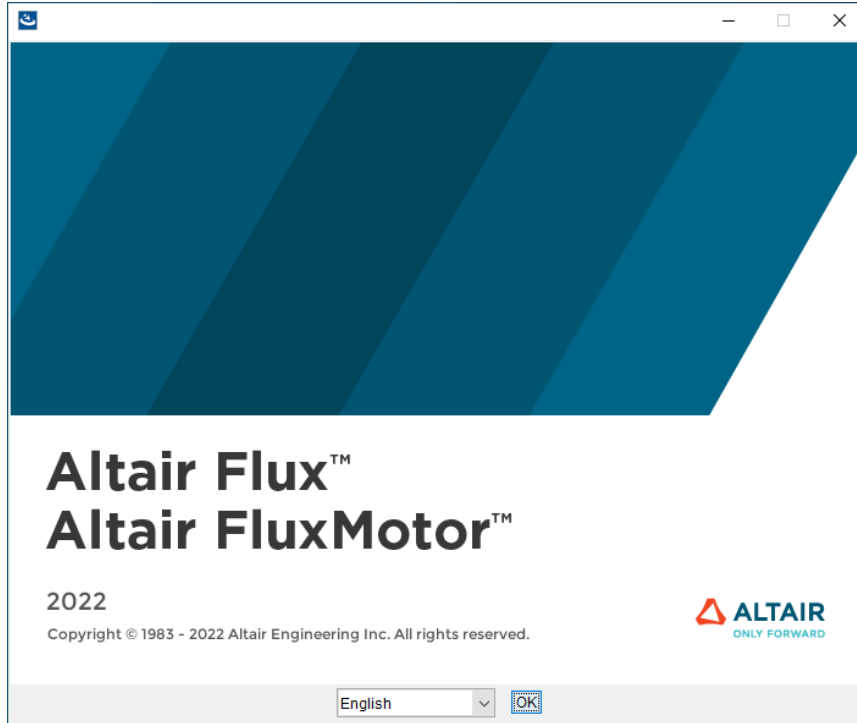 Altair Flux™
Altair FluxMotor™
2022
Copyright © 1983 - 2022 Altair Engineering Inc. All rights reserved.
ALTAIR
ONLY FORWARD
English
OK